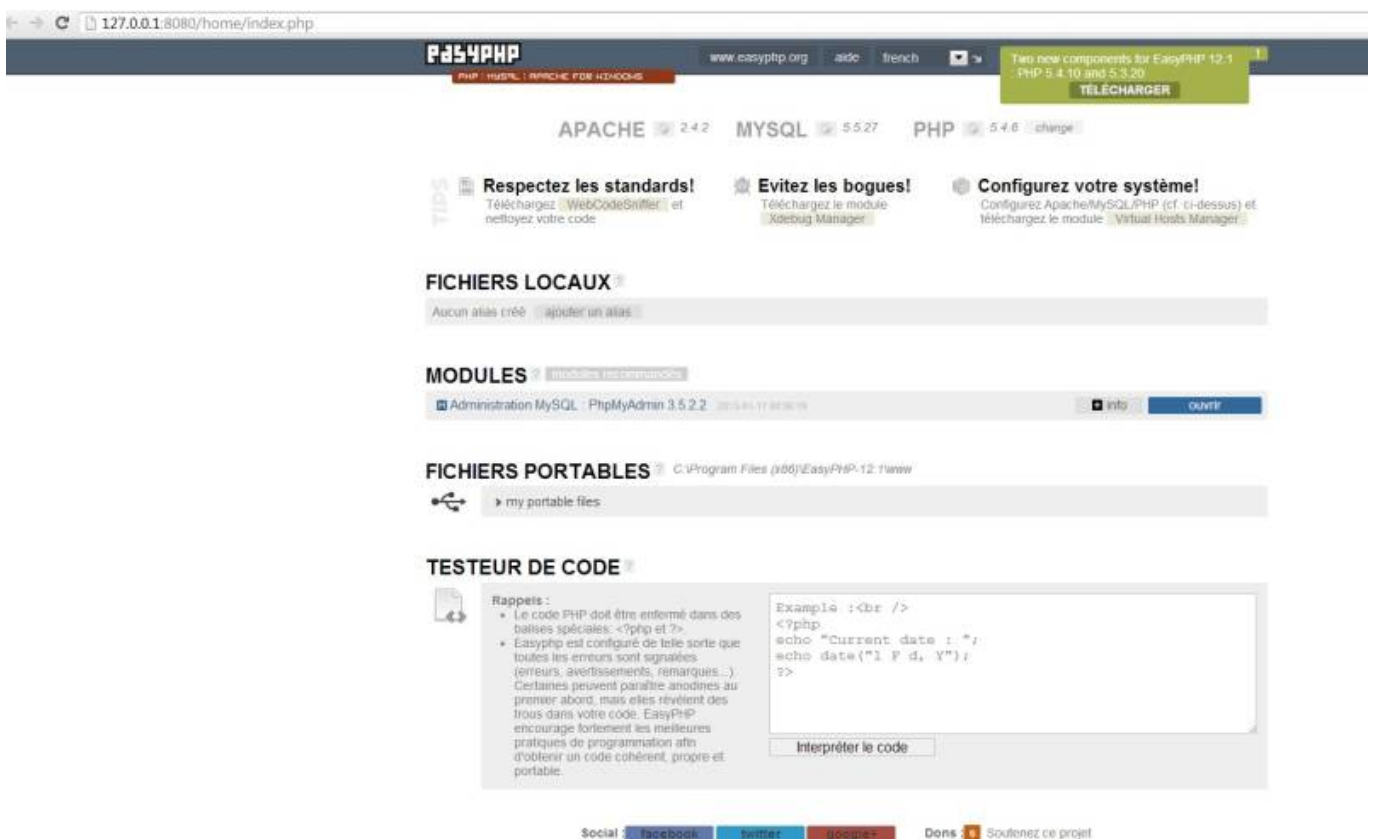 127.0.0.1:8080/home/index.php
easyPHP
PHP : MySQL : APACHE FOR WINDOWS
www.easyphp.org aide french
Two new components for EasyPHP 12.1
: PHP 5.4.10 and 5.3.20
TÉLÉCHARGER
APACHE 2.4.2 MYSQL 5.5.27 PHP 5.4.6 change
TIPS
Respectez les standards!
Téléchargez WebCodeSniffer et
nettoyez votre code
Evitez les bogues!
Téléchargez le module
Xdebug Manager
Configurez votre système!
Configurez Apache/MySQL/PHP (cf. ci-dessus) et
téléchargez le module Virtual Hosts Manager
FICHIERS LOCAUX ?
Aucun alias créé ajouter un alias
MODULES ? modules recommandés
Administration MySQL : PhpMyAdmin 3.5.2.2
info ouvrir
FICHIERS PORTABLES ? C:\Program Files (x86)\EasyPHP-12.1\www
my portable files
TESTEUR DE CODE ?
Rappels :
• Le code PHP doit être enfermé dans des
balises spéciales: <?php et ?>
• Easyphp est configuré de telle sorte que
toutes les erreurs sont signalées
(erreurs, avertissements, remarques...)
Certaines peuvent paraître anodines au
premier abord, mais elles révèlent des
trous dans votre code. EasyPHP
encourage fortement les meilleures
pratiques de programmation afin
d'obtenir un code cohérent, propre et
portable.
Example :<br />
<?php
echo "Current date : ";
echo date("l F d, Y");
?>
Interpréter le code
Social : facebook twitter google+ Dons : Soutenez ce projet